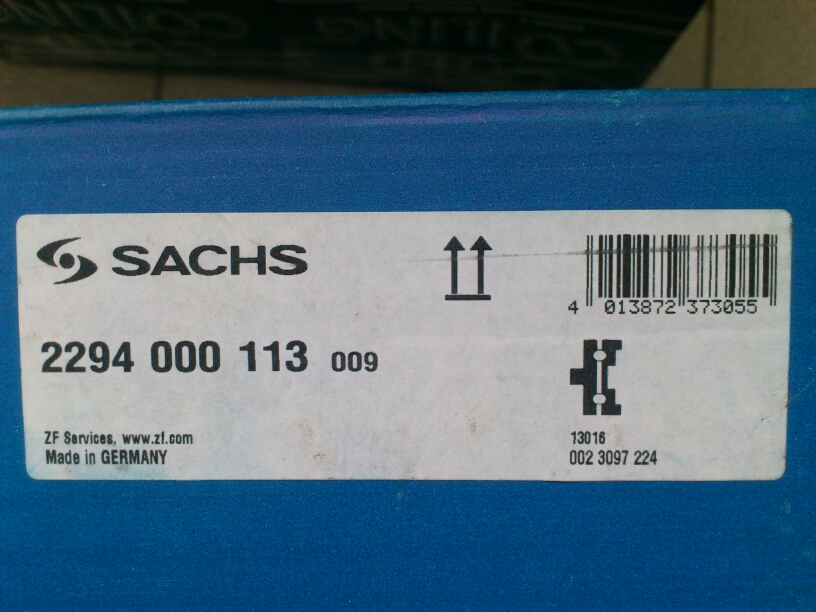 SACHS
4 013872 373055
2294 000 113 009
ZF Services, www.zf.com
Made in GERMANY
13016
002 3097 224